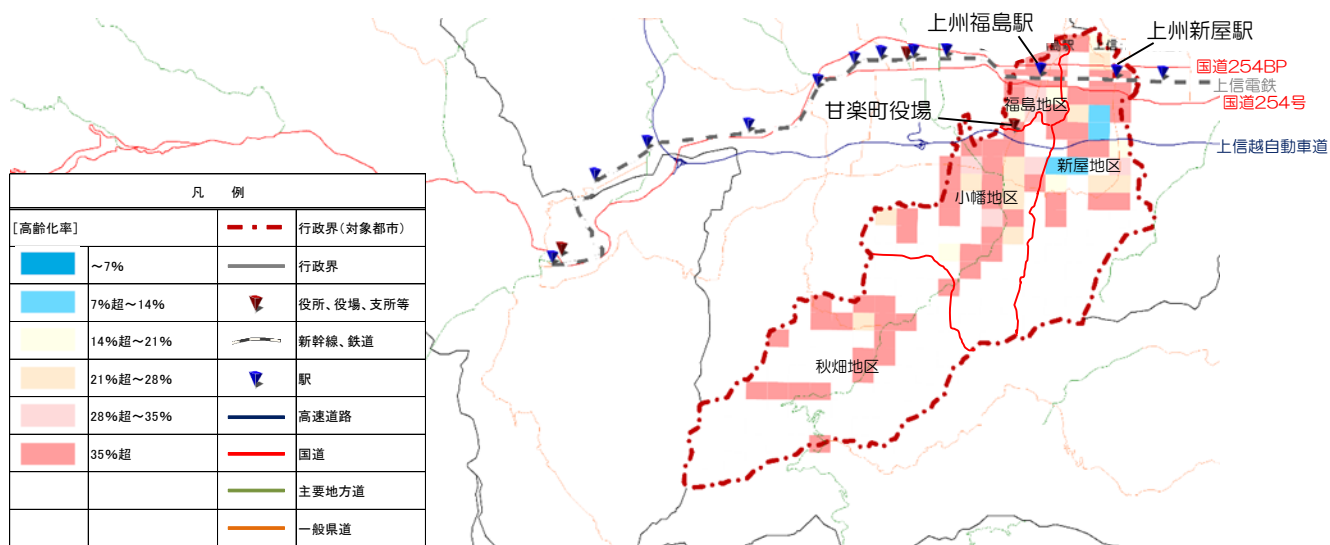 上州福島駅
上州新屋駅
国道254BP
上信電鉄
国道254号
福島地区
甘楽町役場
上信越自動車道
新屋地区
小幡地区
秋畑地区
凡　例
[高齢化率]
行政界(対象都市)
～7%
行政界
7%超～14%
役所、役場、支所等
14%超～21%
新幹線、鉄道
21%超～28%
駅
28%超～35%
高速道路
35%超
国道
主要地方道
一般県道